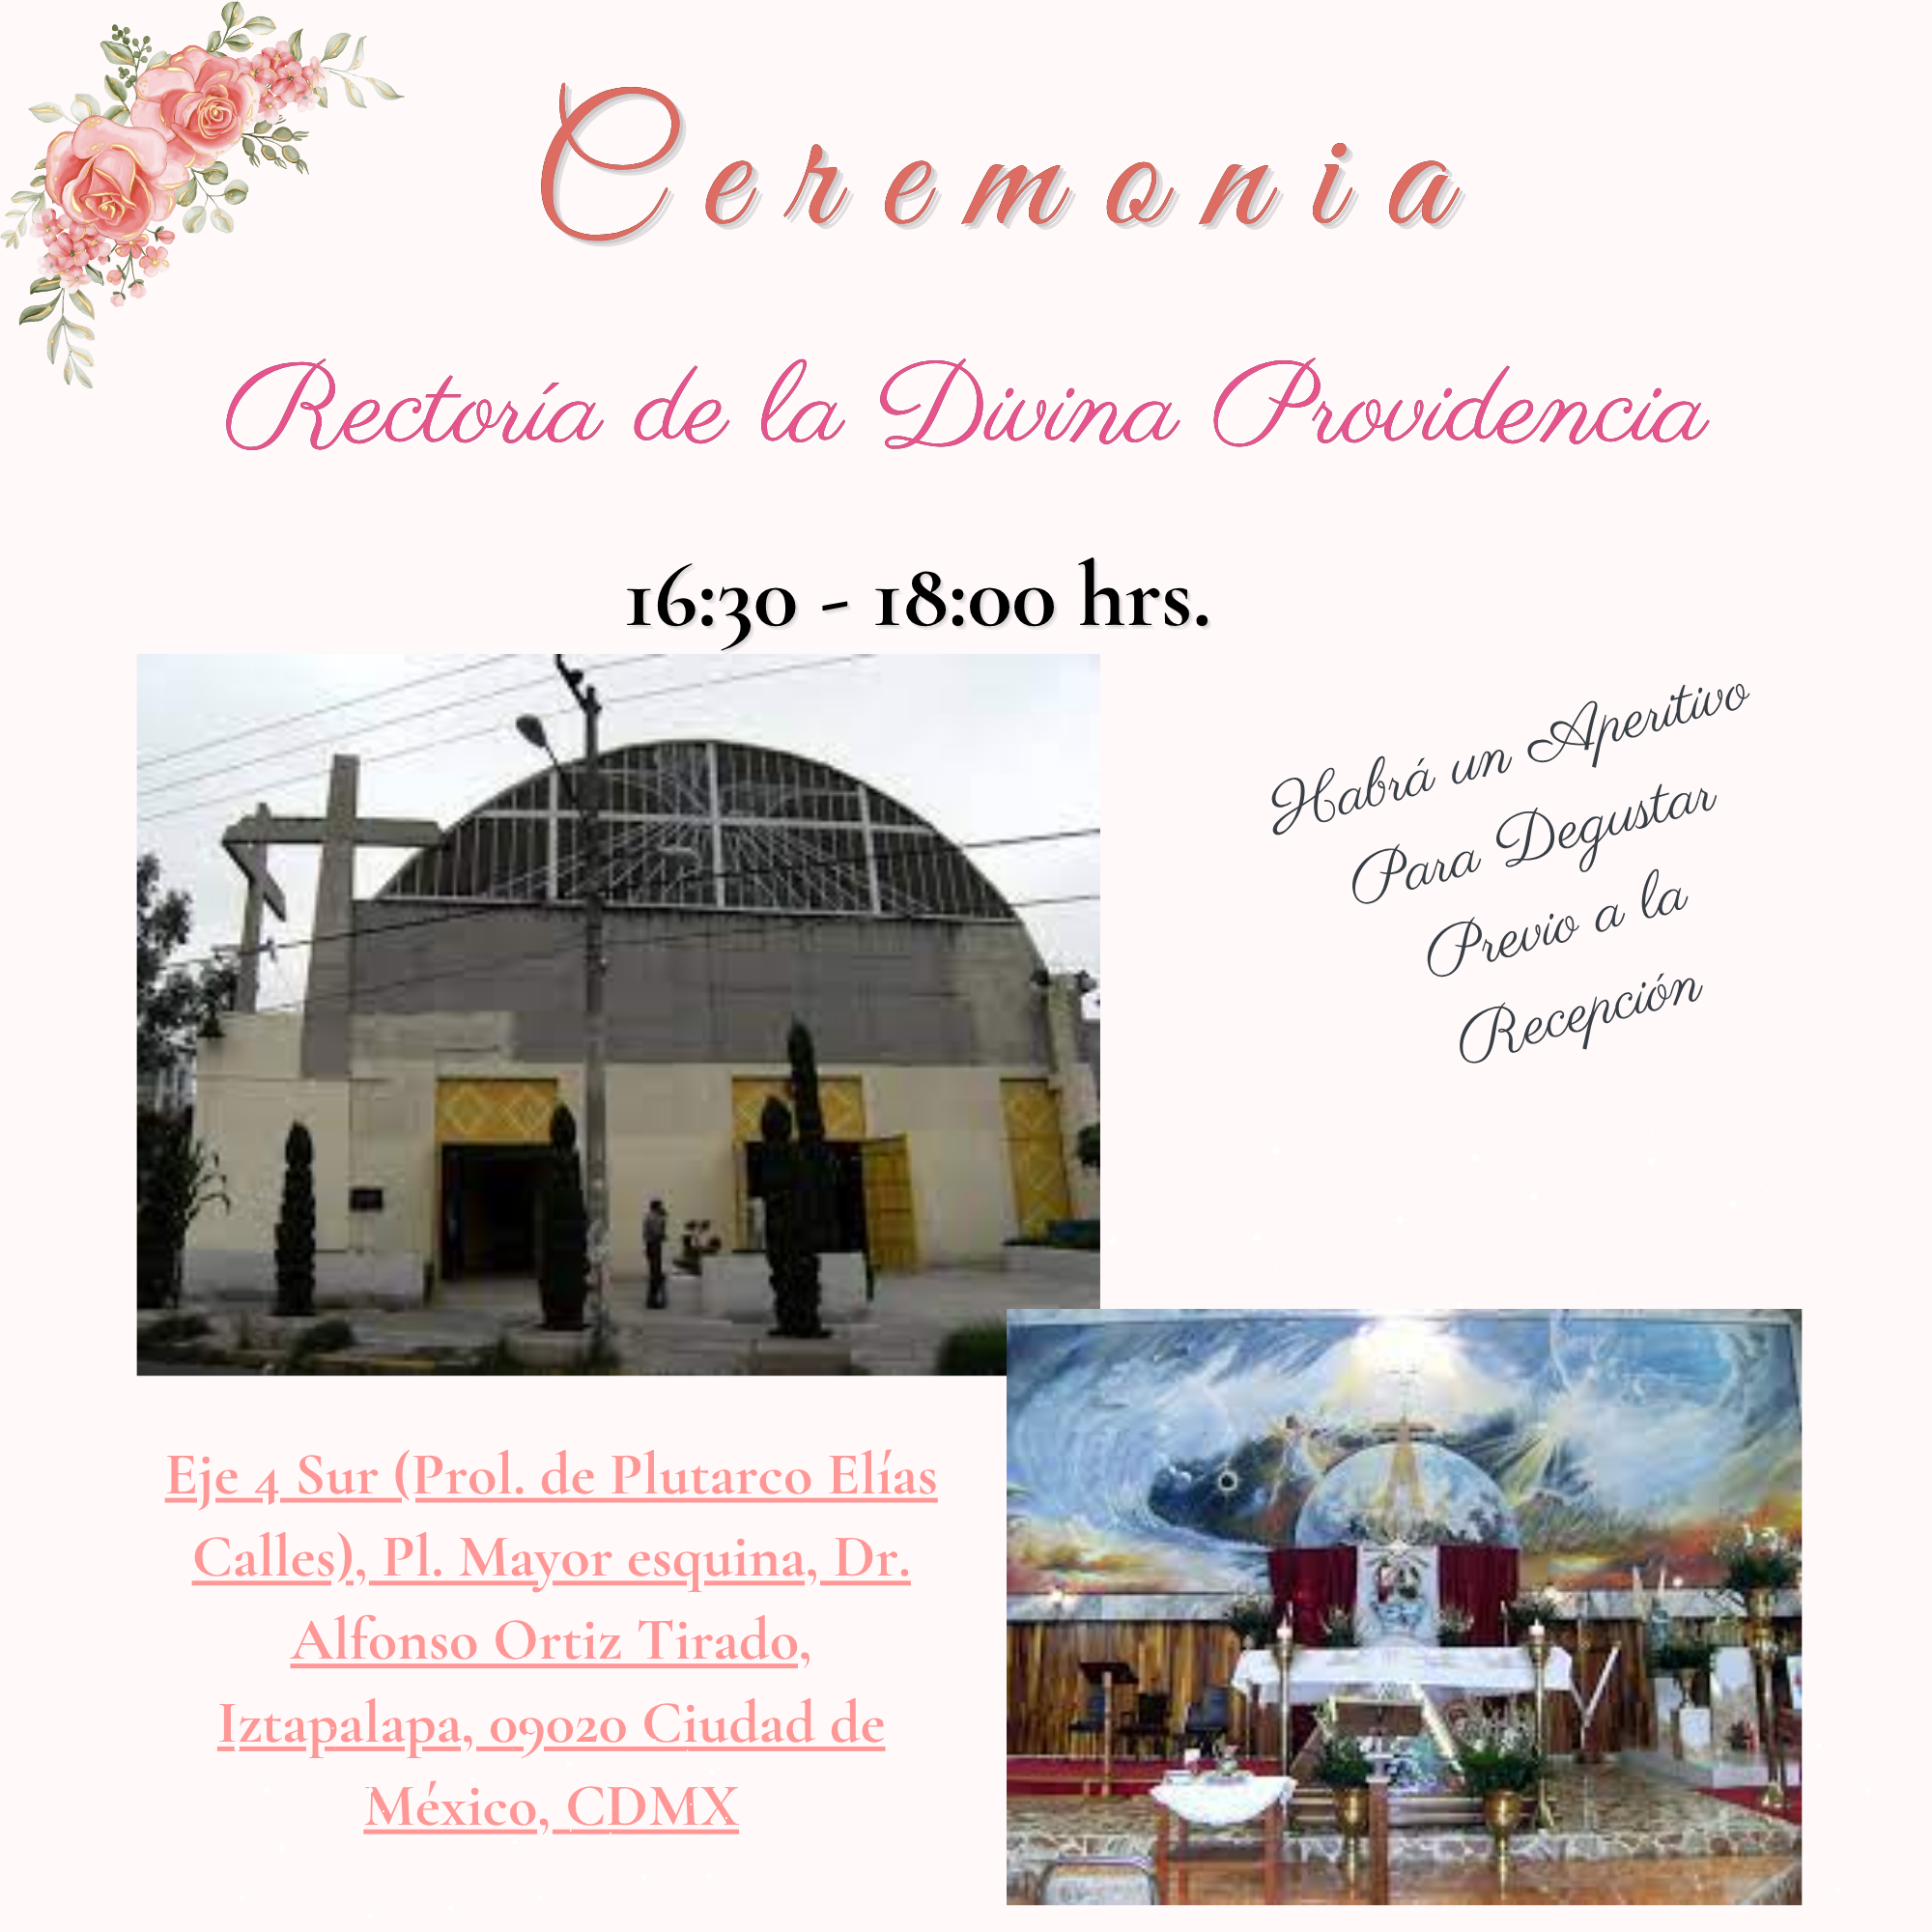 Ceremonia
Rectoría de la Divina Providencia
16:30 - 18:00 hrs.
Habrá un Aperitivo
Para Degustar
Previo a la
Recepción
Eje 4 Sur (Prol. de Plutarco Elías
Calles), Pl. Mayor esquina, Dr.
Alfonso Ortiz Tirado,
Iztapalapa, 09020 Ciudad de
México, CDMX